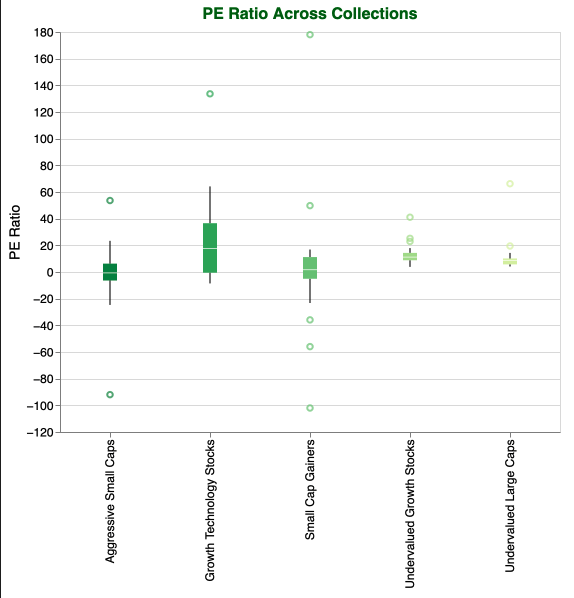 PE Ratio Across Collections
PE Ratio
180
160
140
120
100
80
60
40
20
0
−20
−40
−60
−80
−100
−120
Aggressive Small Caps
Growth Technology Stocks
Small Cap Gainers
Undervalued Growth Stocks
Undervalued Large Caps